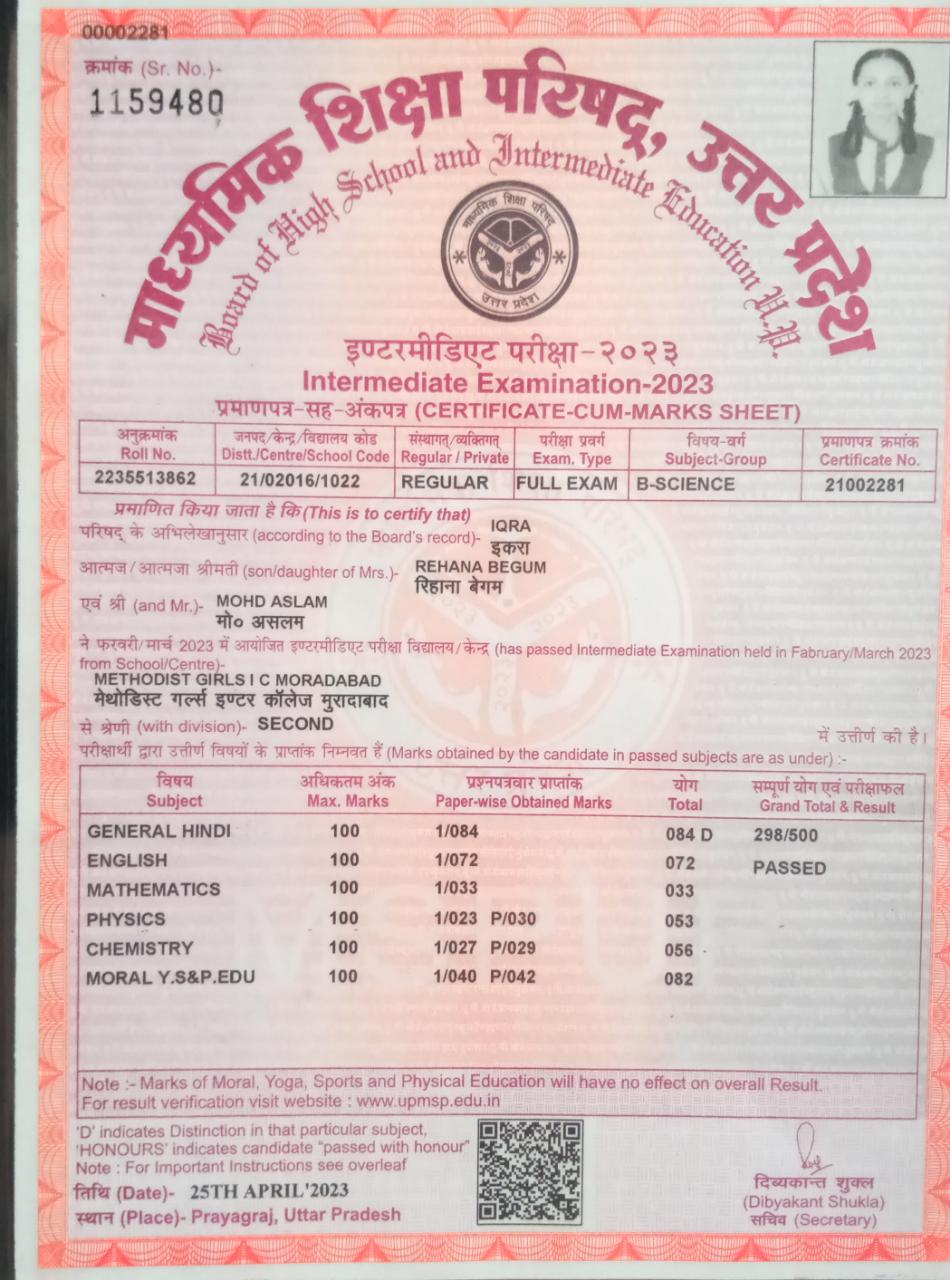 00002281
क्रमांक (Sr. No.)-
1159480
माध्यमिक शिक्षा परिषद्, उत्तर प्रदेश
Board of High School and Intermediate Education U.P.
माध्यमिक शिक्षा परिषद्
उत्तर प्रदेश
इण्टरमीडिएट परीक्षा-२०२३
Intermediate Examination-2023
प्रमाणपत्र-सह-अंकपत्र (CERTIFICATE-CUM-MARKS SHEET)
अनुक्रमांक जनपद/केन्द्र/विद्यालय कोड संस्थागत/व्यक्तिगत परीक्षा प्रवर्ग विषय-वर्ग प्रमाणपत्र क्रमांक
Roll No. Distt./Centre/School Code Regular / Private Exam. Type Subject-Group Certificate No.
2235513862 21/02016/1022 REGULAR FULL EXAM B-SCIENCE 21002281
प्रमाणित किया जाता है कि (This is to certify that)
IQRA
परिषद् के अभिलेखानुसार (according to the Board's record)-
इकरा
REHANA BEGUM
आत्मज/आत्मजा श्रीमती (son/daughter of Mrs.)-
रिहाना बेगम
एवं श्री (and Mr.)- MOHD ASLAM
मो० असलम
ने फरवरी/मार्च 2023 में आयोजित इण्टरमीडिएट परीक्षा विद्यालय/केन्द्र (has passed Intermediate Examination held in Fabruary/March 2023
from School/Centre)-
METHODIST GIRLS I C MORADABAD
मेथोडिस्ट गर्ल्स इण्टर कॉलेज मुरादाबाद
से श्रेणी (with division)- SECOND में उत्तीर्ण की है।
परीक्षार्थी द्वारा उत्तीर्ण विषयों के प्राप्तांक निम्नवत हैं (Marks obtained by the candidate in passed subjects are as under) :-
विषय अधिकतम अंक प्रश्नपत्रवार प्राप्तांक योग सम्पूर्ण योग एवं परीक्षाफल
Subject Max. Marks Paper-wise Obtained Marks Total Grand Total & Result
GENERAL HINDI 100 1/084 084 D 298/500
ENGLISH 100 1/072 072 PASSED
MATHEMATICS 100 1/033 033
PHYSICS 100 1/023 P/030 053
CHEMISTRY 100 1/027 P/029 056
MORAL Y.S&P.EDU 100 1/040 P/042 082
Note :- Marks of Moral, Yoga, Sports and Physical Education will have no effect on overall Result.
For result verification visit website : www.upmsp.edu.in
'D' indicates Distinction in that particular subject,
'HONOURS' indicates candidate "passed with honour"
Note : For Important Instructions see overleaf
तिथि (Date)- 25TH APRIL'2023
स्थान (Place)- Prayagraj, Uttar Pradesh
दिब्यकान्त शुक्ल
(Dibyakant Shukla)
सचिव (Secretary)